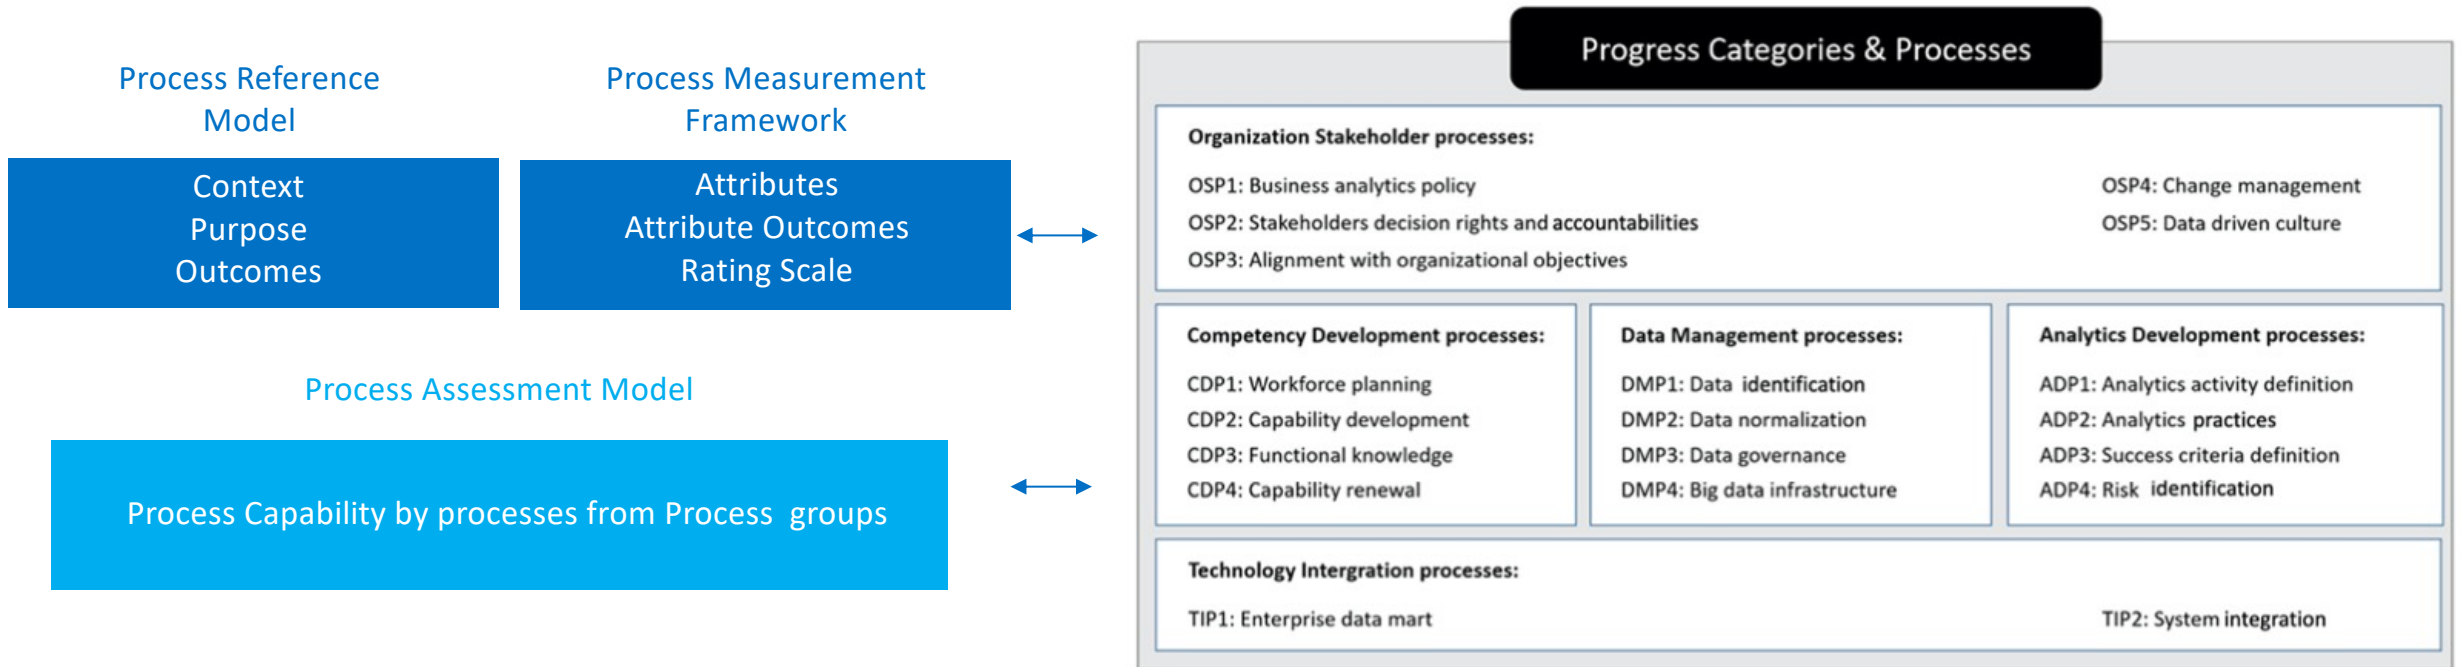 Process Reference
Model
Context
Purpose
Outcomes
Process Measurement
Framework
Attributes
Attribute Outcomes
Rating Scale
Process Assessment Model
Process Capability by processes from Process groups
Progress Categories & Processes
Organization Stakeholder processes:
OSP1: Business analytics policy
OSP2: Stakeholders decision rights and accountabilities
OSP3: Alignment with organizational objectives
OSP4: Change management
OSP5: Data driven culture
Competency Development processes:
CDP1: Workforce planning
CDP2: Capability development
CDP3: Functional knowledge
CDP4: Capability renewal
Data Management processes:
DMP1: Data identification
DMP2: Data normalization
DMP3: Data governance
DMP4: Big data infrastructure
Analytics Development processes:
ADP1: Analytics activity definition
ADP2: Analytics practices
ADP3: Success criteria definition
ADP4: Risk identification
Technology Intergration processes:
TIP1: Enterprise data mart
TIP2: System integration